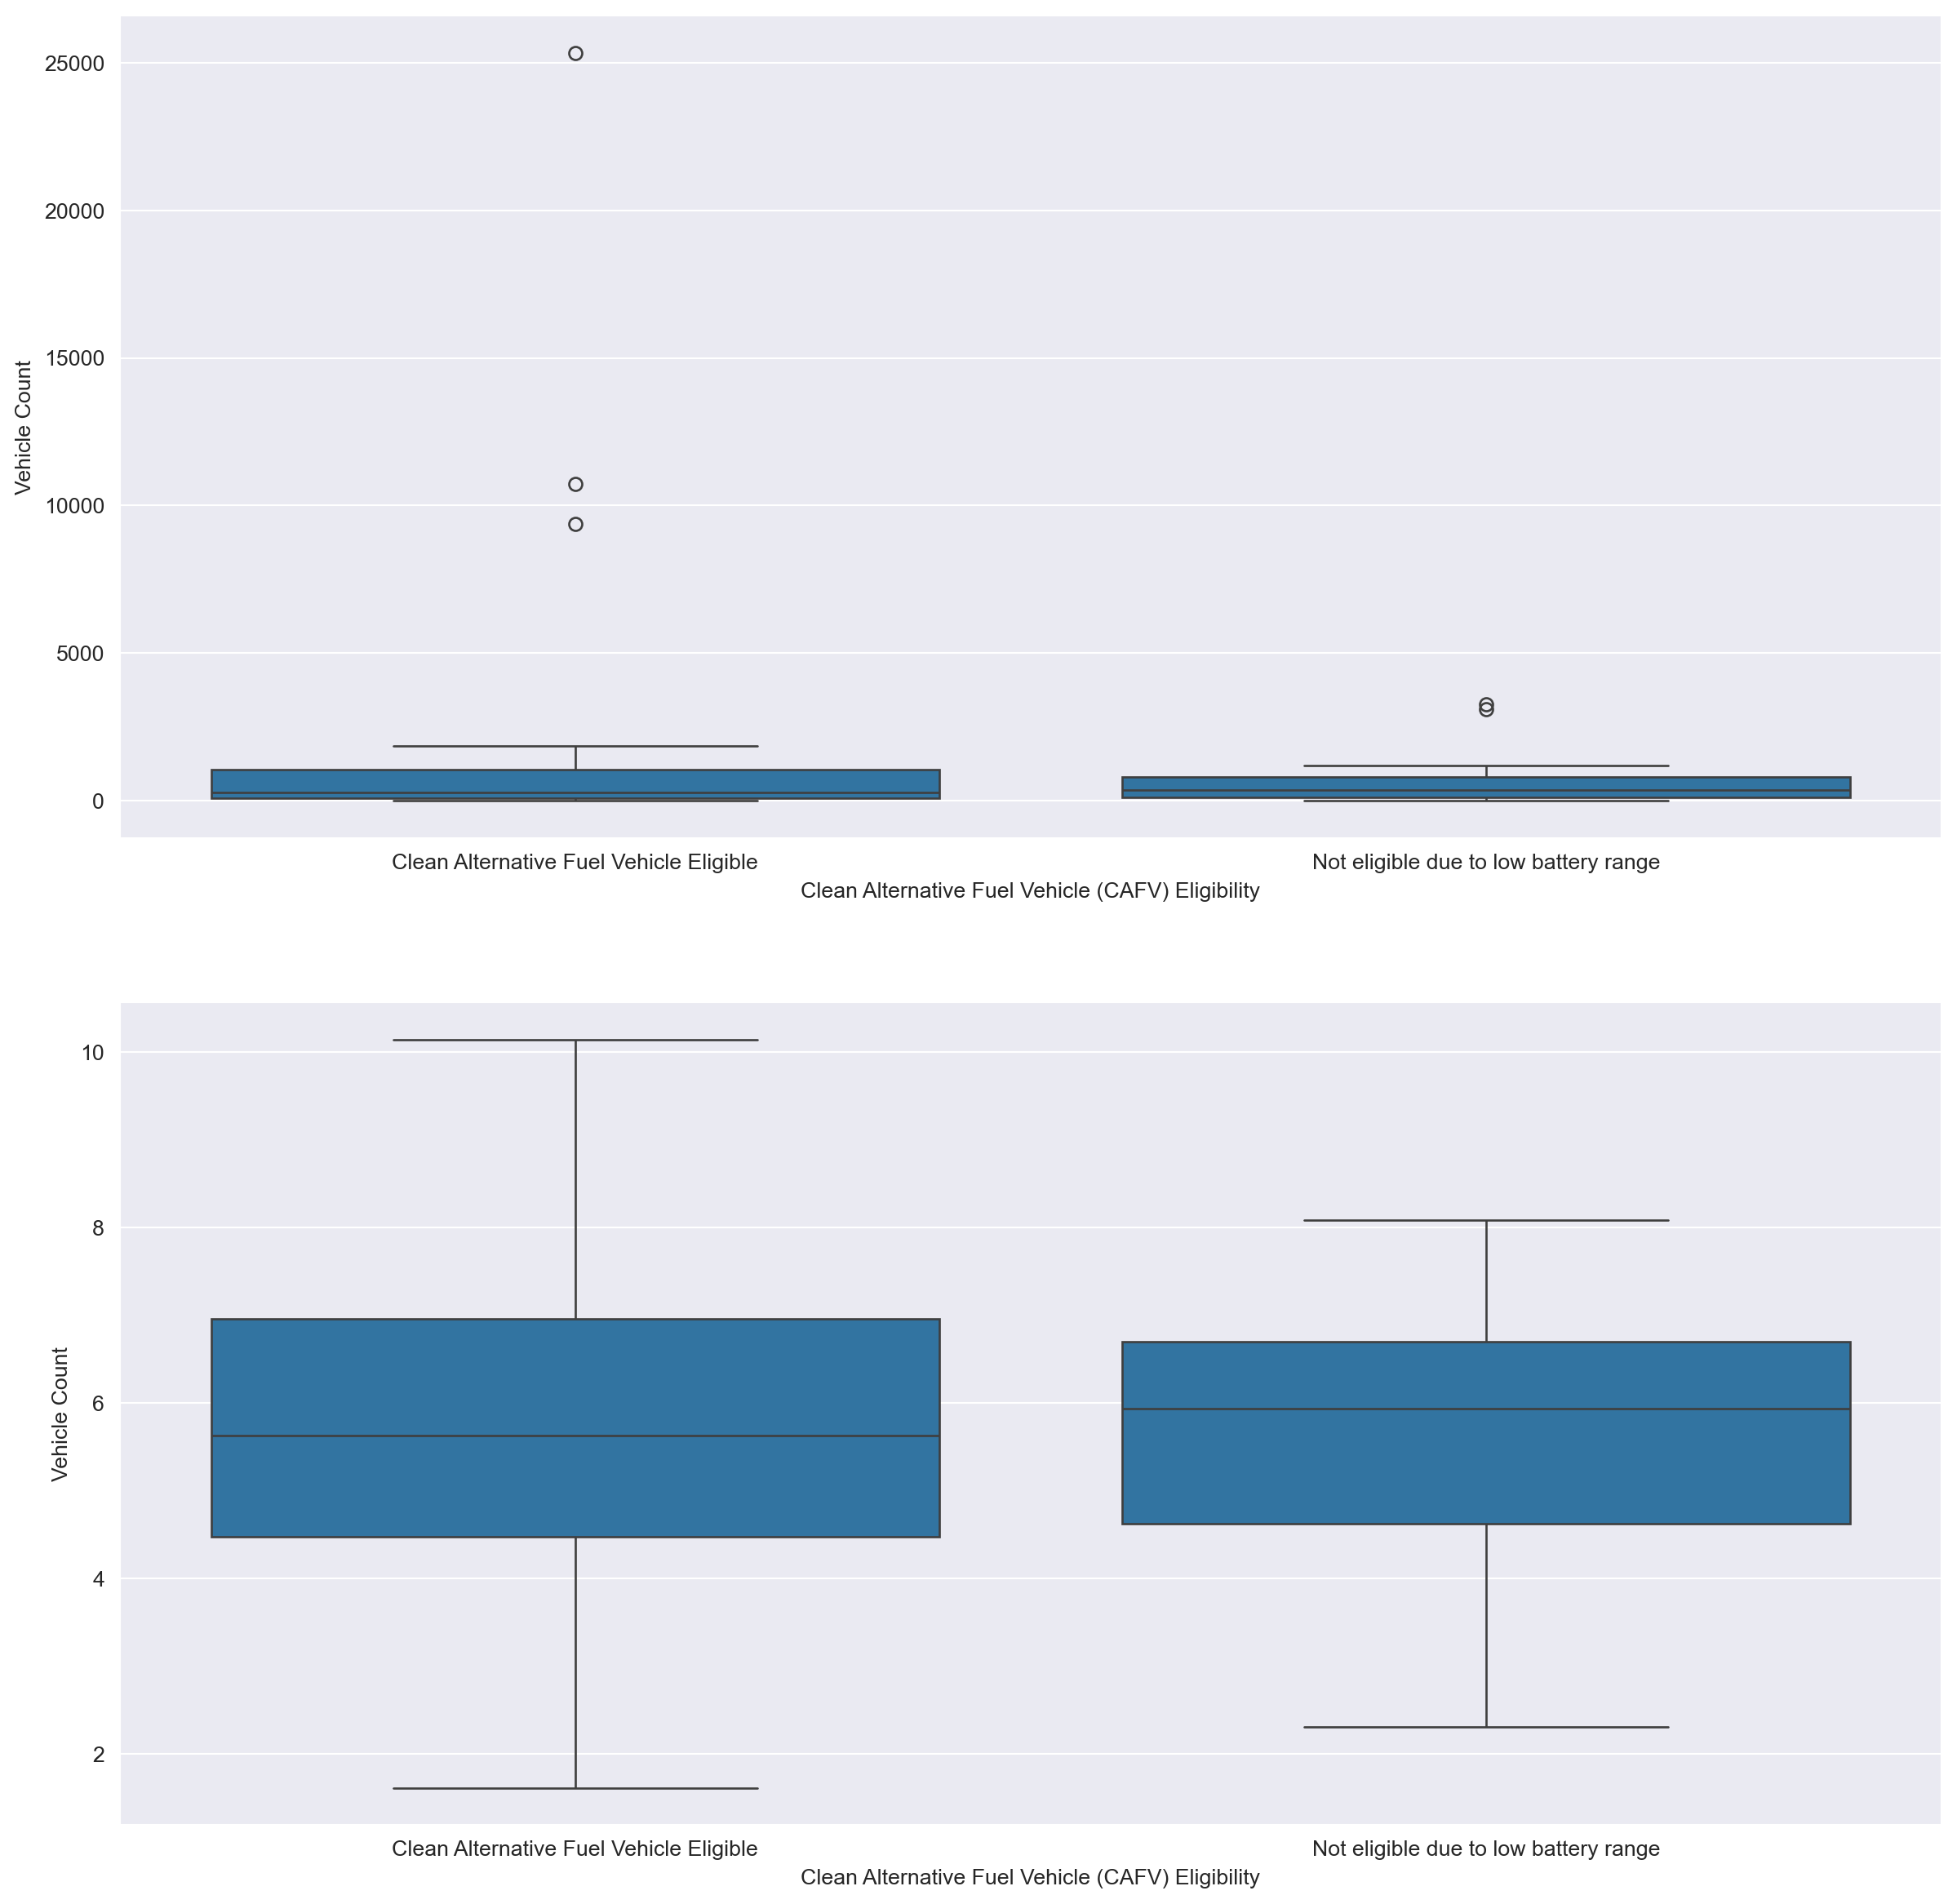 25000
20000
15000
10000
5000
0
Vehicle Count
Clean Alternative Fuel Vehicle Eligible
Not eligible due to low battery range
Clean Alternative Fuel Vehicle (CAFV) Eligibility
10
8
6
4
2
Vehicle Count
Clean Alternative Fuel Vehicle Eligible
Not eligible due to low battery range
Clean Alternative Fuel Vehicle (CAFV) Eligibility